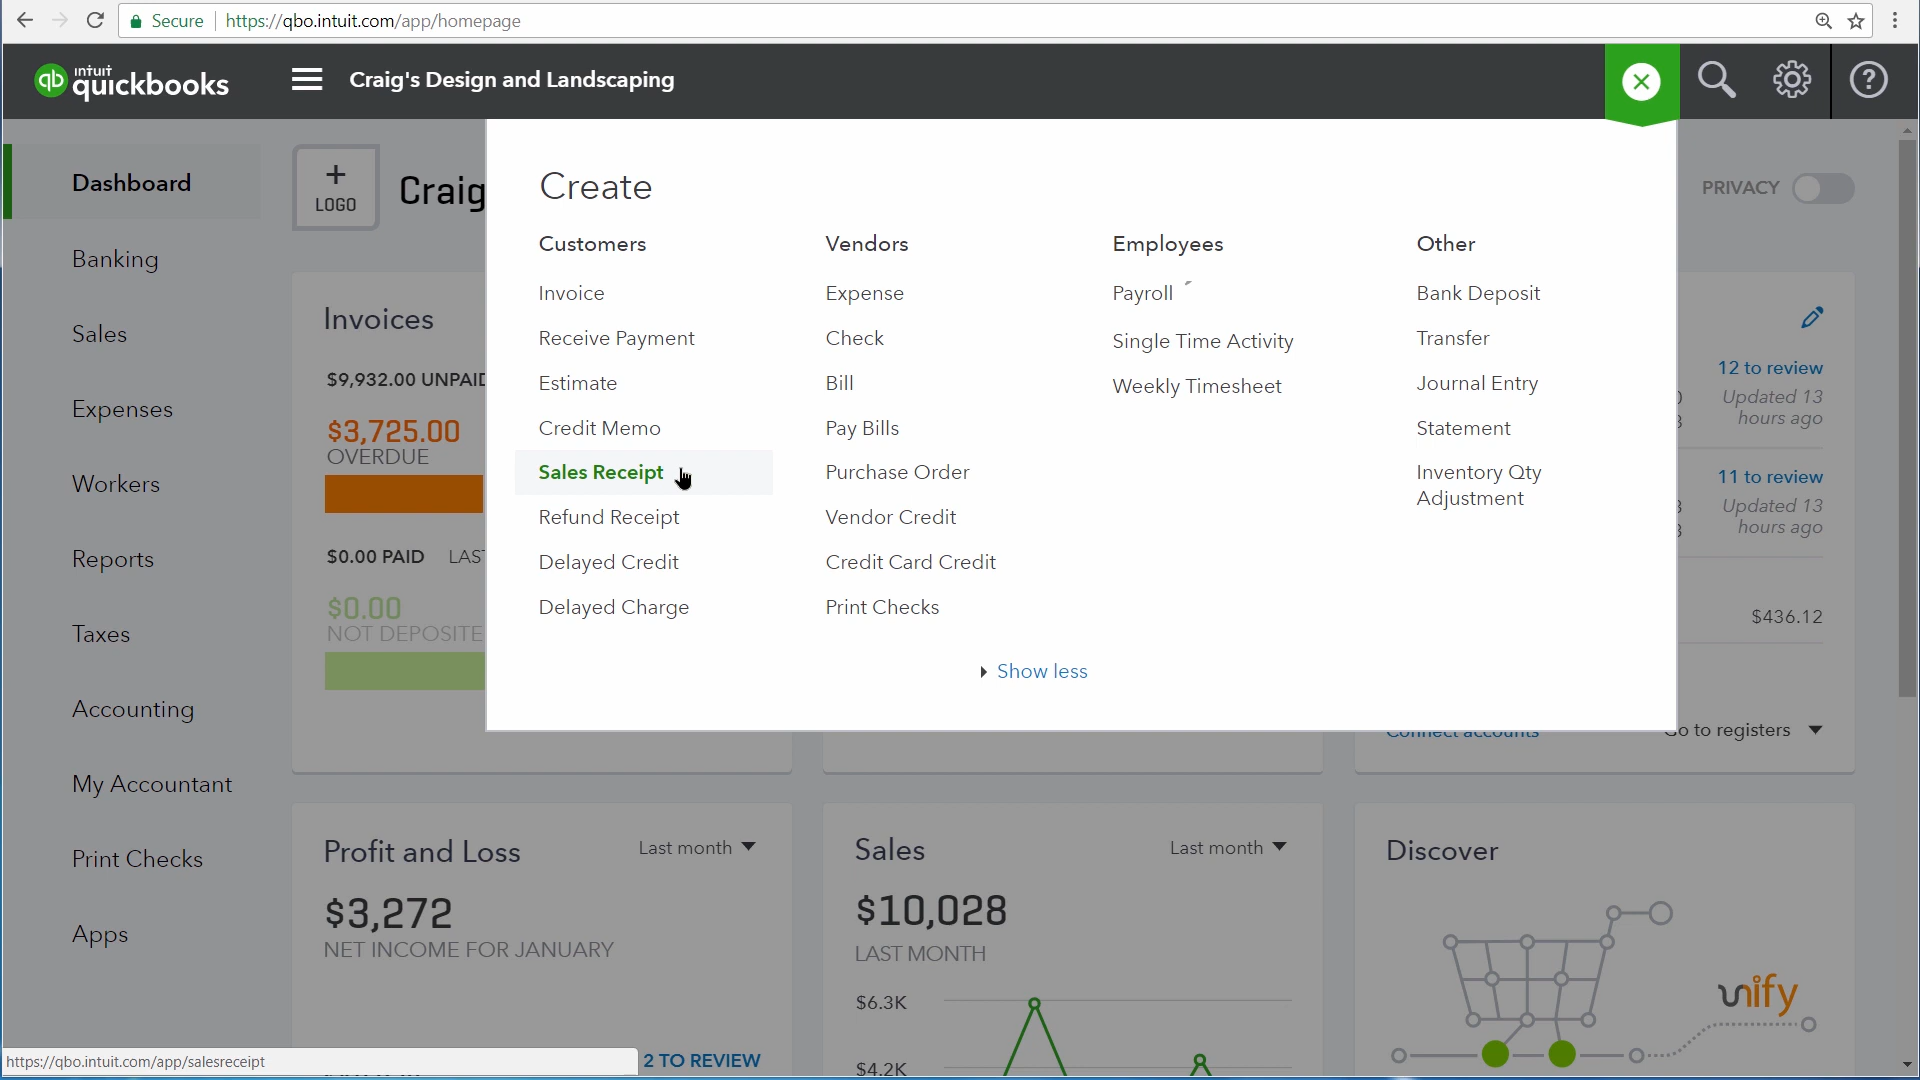 Secure
https://qbo.intuit.com/app/homepage
qb intuit quickbooks
Craig's Design and Landscaping
Dashboard
Banking
Sales
Expenses
Workers
Reports
Taxes
Accounting
My Accountant
Print Checks
Apps
+
LOGO
Craig
PRIVACY
Create
Customers
Invoice
Receive Payment
Estimate
Credit Memo
Sales Receipt
Refund Receipt
Delayed Credit
Delayed Charge
Vendors
Expense
Check
Bill
Pay Bills
Purchase Order
Vendor Credit
Credit Card Credit
Print Checks
Employees
Payroll
Single Time Activity
Weekly Timesheet
Other
Bank Deposit
Transfer
Journal Entry
Statement
Inventory Qty
Adjustment
Show less
Invoices
$9,932.00 UNPAID
$3,725.00
OVERDUE
$0.00 PAID LAST
$0.00
NOT DEPOSITE
12 to review
Updated 13
hours ago
11 to review
Updated 13
hours ago
$436.12
Connect accounts
Go to registers
Profit and Loss
Last month
$3,272
NET INCOME FOR JANUARY
2 TO REVIEW
Sales
Last month
$10,028
LAST MONTH
$6.3K
$4.2K
Discover
unify
https://qbo.intuit.com/app/salesreceipt